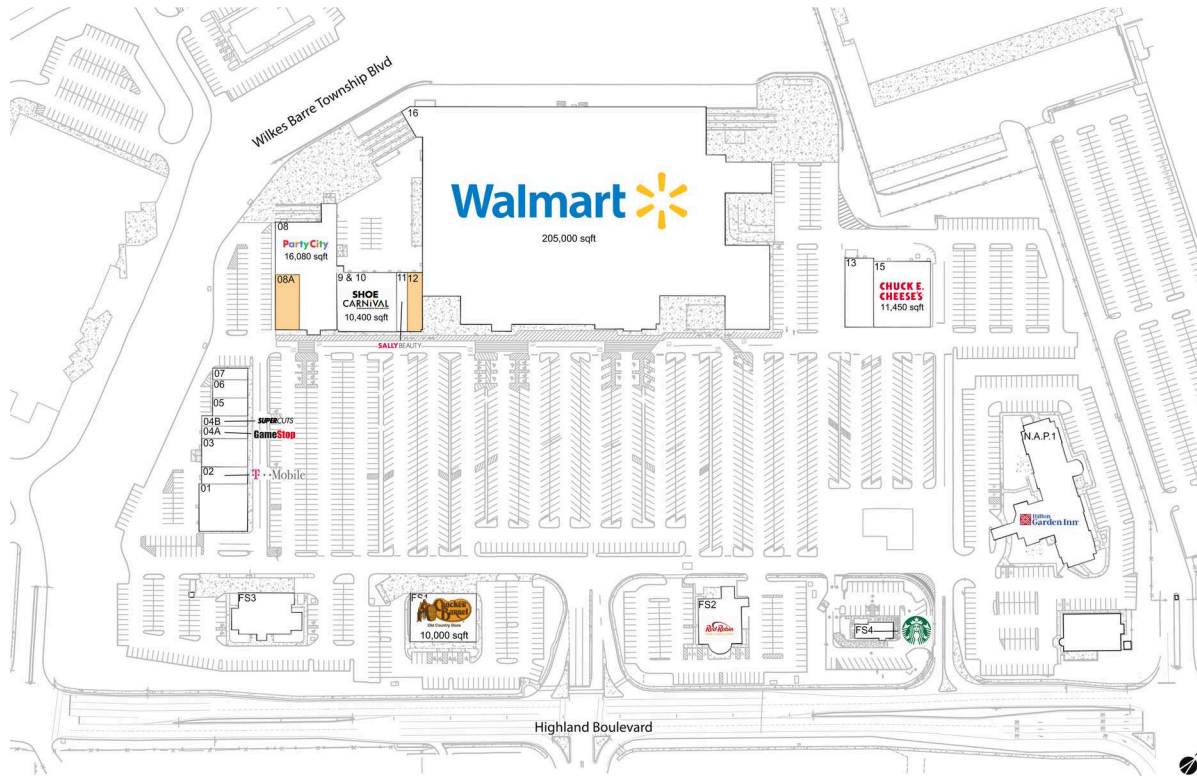 Wilkes Barre Township Blvd
16
Walmart
205,000 sqft
08
PartyCity
16,080 sqft
08A
9 & 10
11
12
SHOE
CARNIVAL
10,400 sqft
SALLY BEAUTY
13
15
CHUCK E.
CHEESE'S
11,450 sqft
07
06
05
04B
SUPERCUTS
04A
GameStop
03
02
T··Mobile
01
N.A.P.1
Hilton
Garden Inn
FS3
FS1
Cracker
Barrel
Old Country Store
10,000 sqft
FS2
Red Robin
FS4
Highland Boulevard